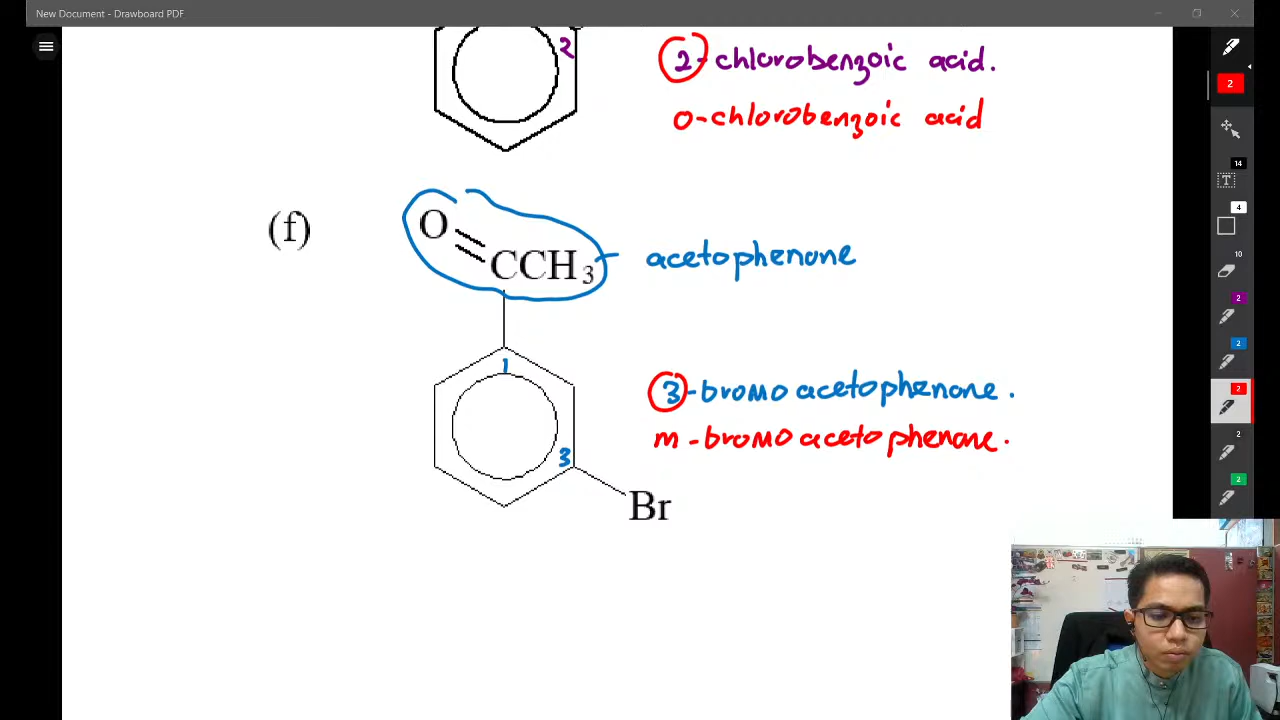 New Document - Drawboard PDF
2
2-chlorobenzoic acid.
o-chlorobenzoic acid
(f)
O
CCH3
acetophenone
1
3-bromoacetophenone.
m-bromoacetophenone.
3
Br
2
14
4
10
2
2
2
2
2